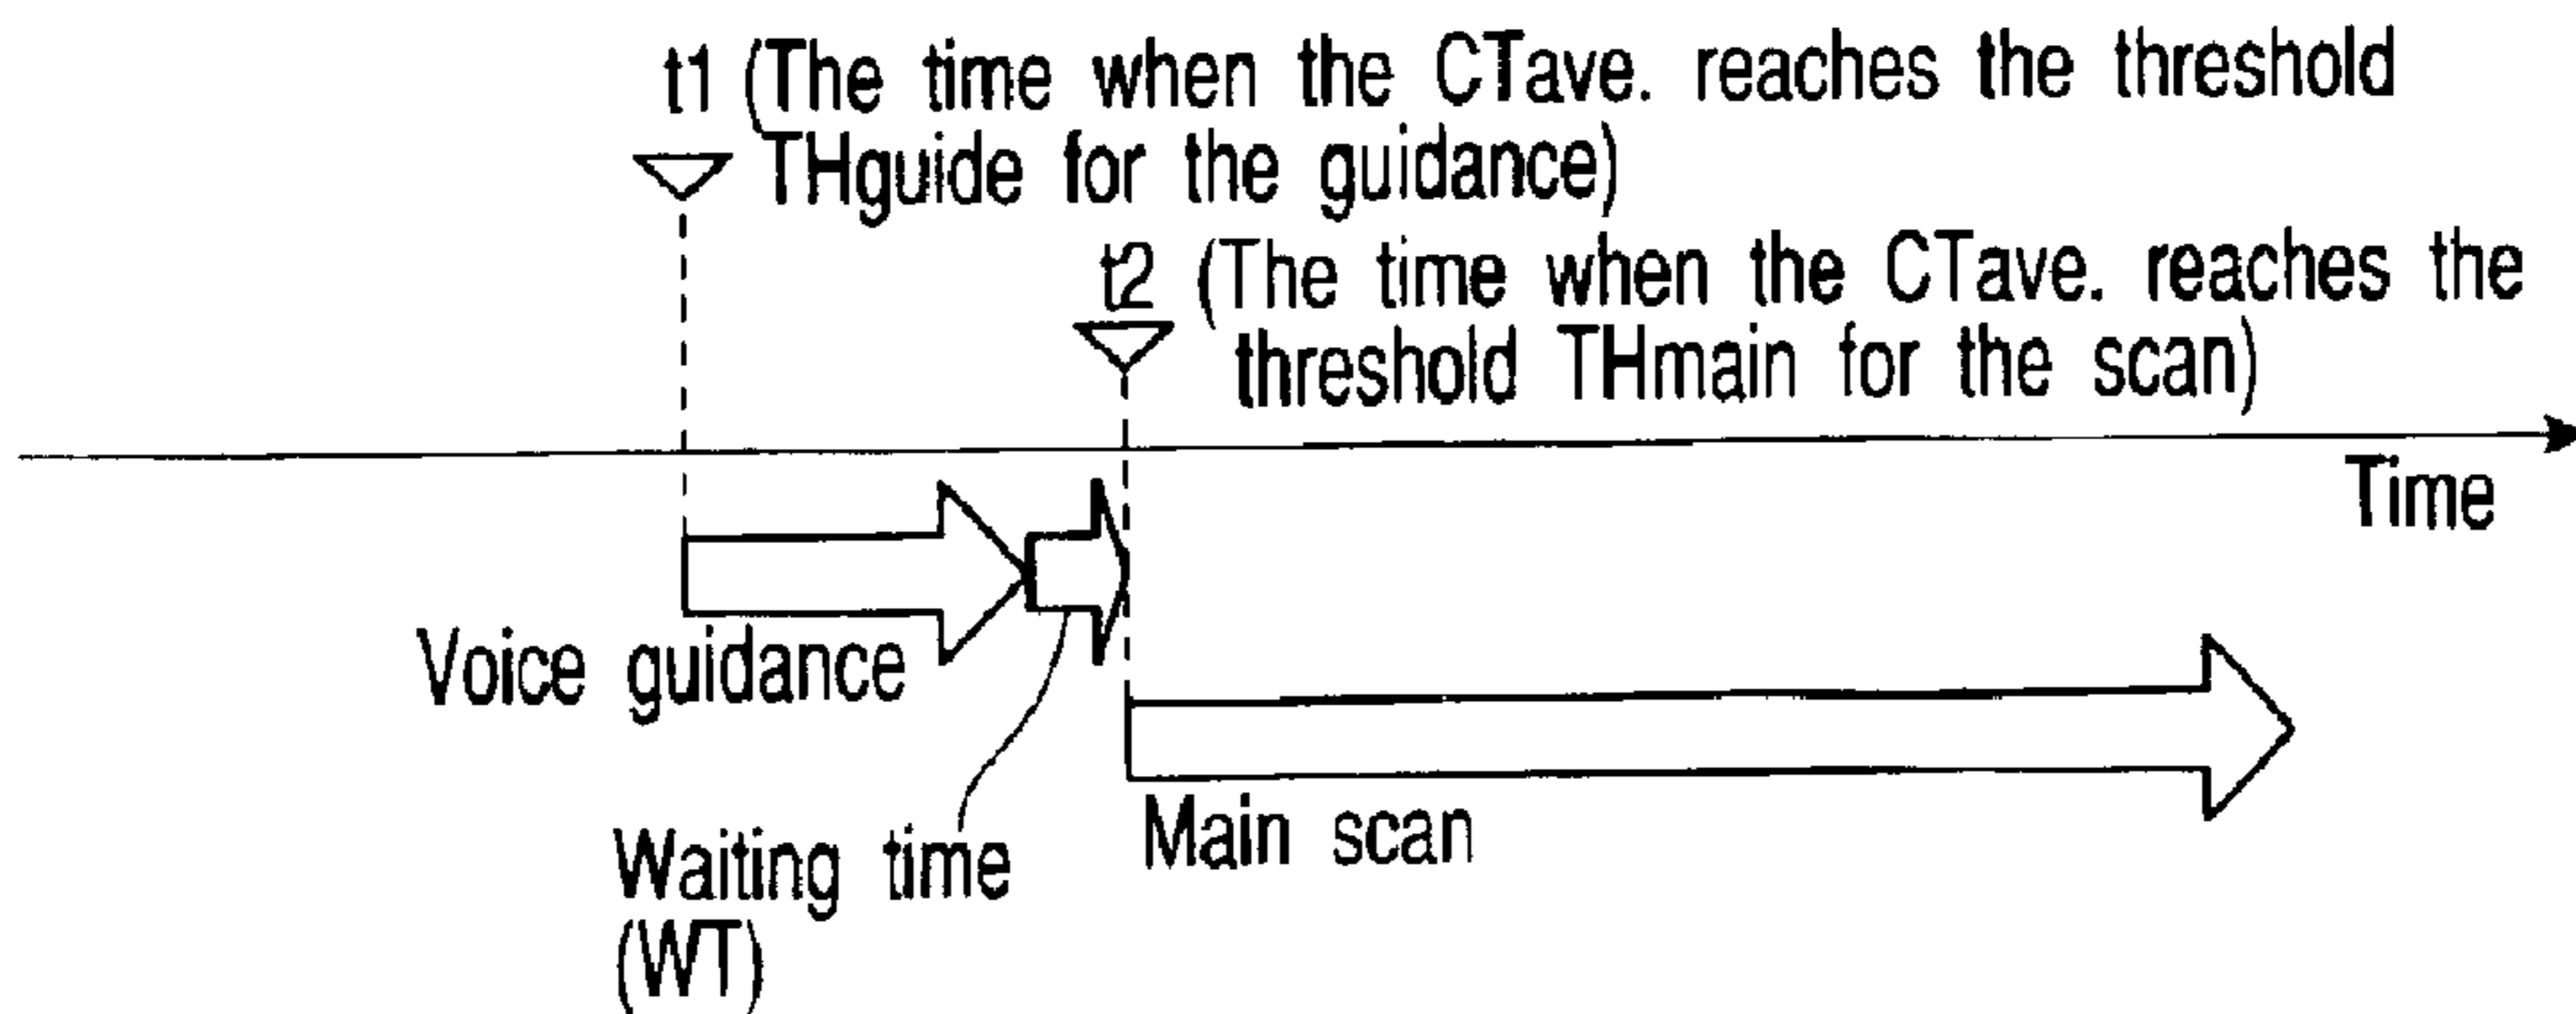 t1 (The time when the CTave. reaches the threshold
THguide for the guidance)
t2 (The time when the CTave. reaches the
threshold THmain for the scan)
Time
Voice guidance
Waiting time
(WT)
Main scan